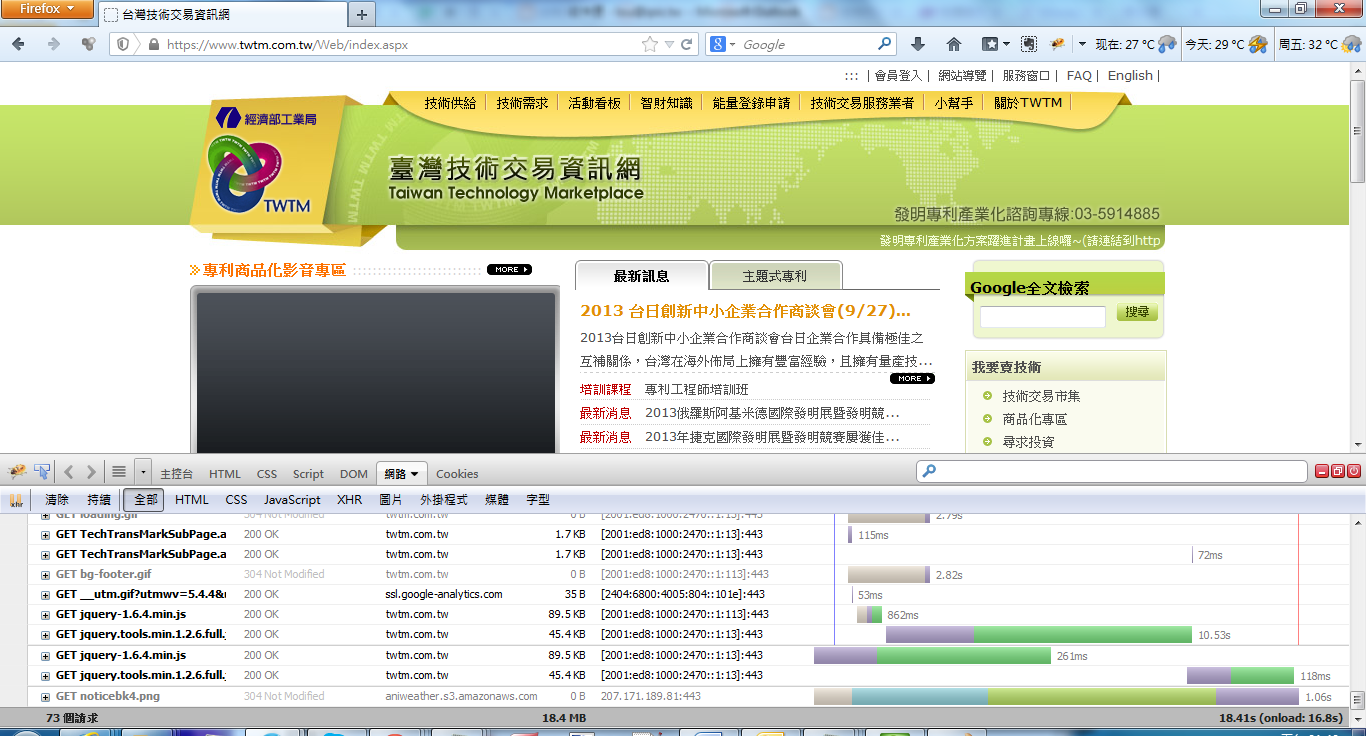 Firefox
台灣技術交易資訊網
https://www.twtm.com.tw/Web/index.aspx
Google
现在: 27 °C
今天: 29 °C
周五: 32 °C
::: | 會員登入 | 網站導覽 | 服務窗口 | FAQ | English |
技術供給 技術需求 活動看板 智財知識 能量登錄申請 技術交易服務業者 小幫手 關於TWTM
經濟部工業局
TWTM
臺灣技術交易資訊網
Taiwan Technology Marketplace
發明專利產業化諮詢專線:03-5914885
發明專利產業化方案躍進計畫上線囉~(請連結到http
專利商品化影音專區
MORE
最新訊息 主題式專利
2013 台日創新中小企業合作商談會(9/27)...
2013台日創新中小企業合作商談會台日企業合作具備極佳之
互補關係，台灣在海外佈局上擁有豐富經驗，且擁有量產技...
MORE
培訓課程 專利工程師培訓班
最新消息 2013俄羅斯阿基米德國際發明展暨發明競...
最新消息 2013年捷克國際發明展暨發明競賽屢獲佳...
Google全文檢索
搜尋
我要賣技術
技術交易市集
商品化專區
尋求投資
主控台 HTML CSS Script DOM 網路 Cookies
清除 持續 全部 HTML CSS JavaScript XHR 圖片 外掛程式 媒體 字型
GET loading.gif 304 Not Modified twtm.com.tw 0 B [2001:ed8:1000:2470::1:13]:443 2.79s
GET TechTransMarkSubPage.a 200 OK twtm.com.tw 1.7 KB [2001:ed8:1000:2470::1:13]:443 115ms
GET TechTransMarkSubPage.a 200 OK twtm.com.tw 1.7 KB [2001:ed8:1000:2470::1:13]:443 72ms
GET bg-footer.gif 304 Not Modified twtm.com.tw 0 B [2001:ed8:1000:2470::1:113]:443 2.82s
GET __utm.gif?utmwv=5.4.4&u 200 OK ssl.google-analytics.com 35 B [2404:6800:4005:804::101e]:443 53ms
GET jquery-1.6.4.min.js 200 OK twtm.com.tw 89.5 KB [2001:ed8:1000:2470::1:113]:443 862ms
GET jquery.tools.min.1.2.6.full.j 200 OK twtm.com.tw 45.4 KB [2001:ed8:1000:2470::1:13]:443 10.53s
GET jquery-1.6.4.min.js 200 OK twtm.com.tw 89.5 KB [2001:ed8:1000:2470::1:13]:443 261ms
GET jquery.tools.min.1.2.6.full.j 200 OK twtm.com.tw 45.4 KB [2001:ed8:1000:2470::1:13]:443 118ms
GET noticebk4.png 304 Not Modified aniweather.s3.amazonaws.com 0 B 207.171.189.81:443 1.06s
73 個請求 18.4 MB 18.41s (onload: 16.8s)